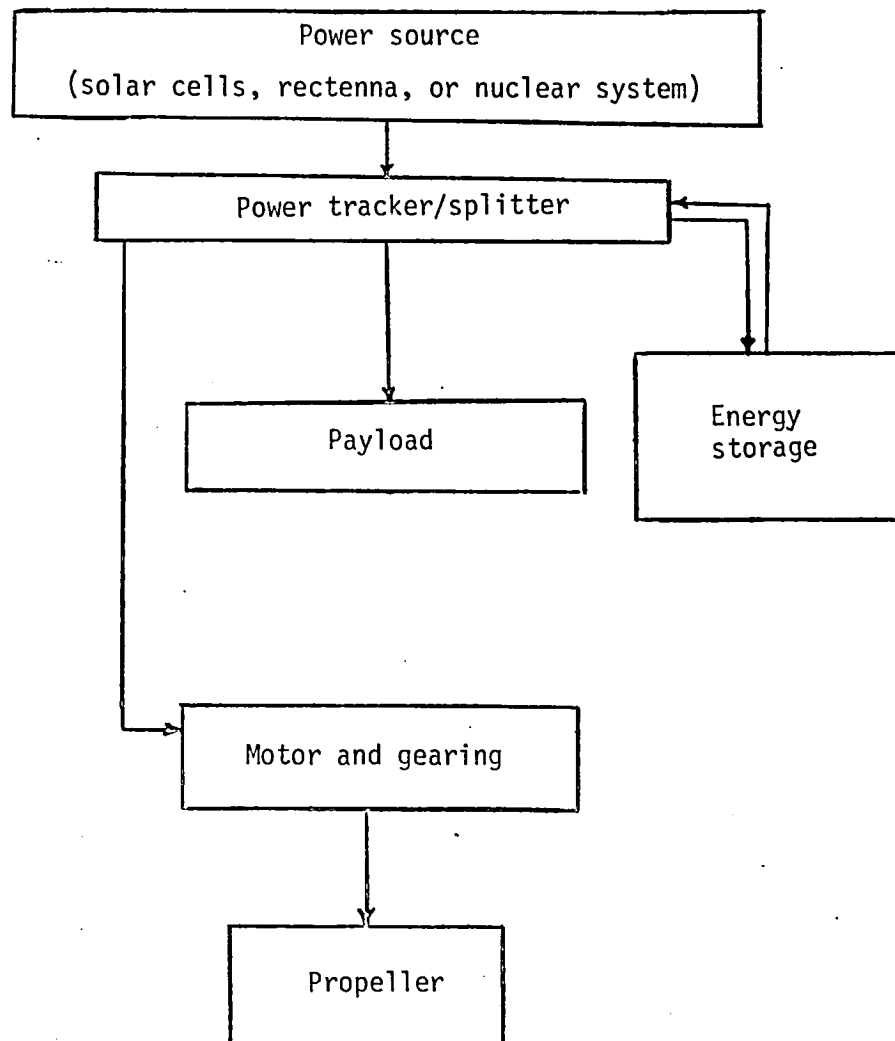 Power source
(solar cells, rectenna, or nuclear system)
Power tracker/splitter
Payload
Energy
storage
Motor and gearing
Propeller